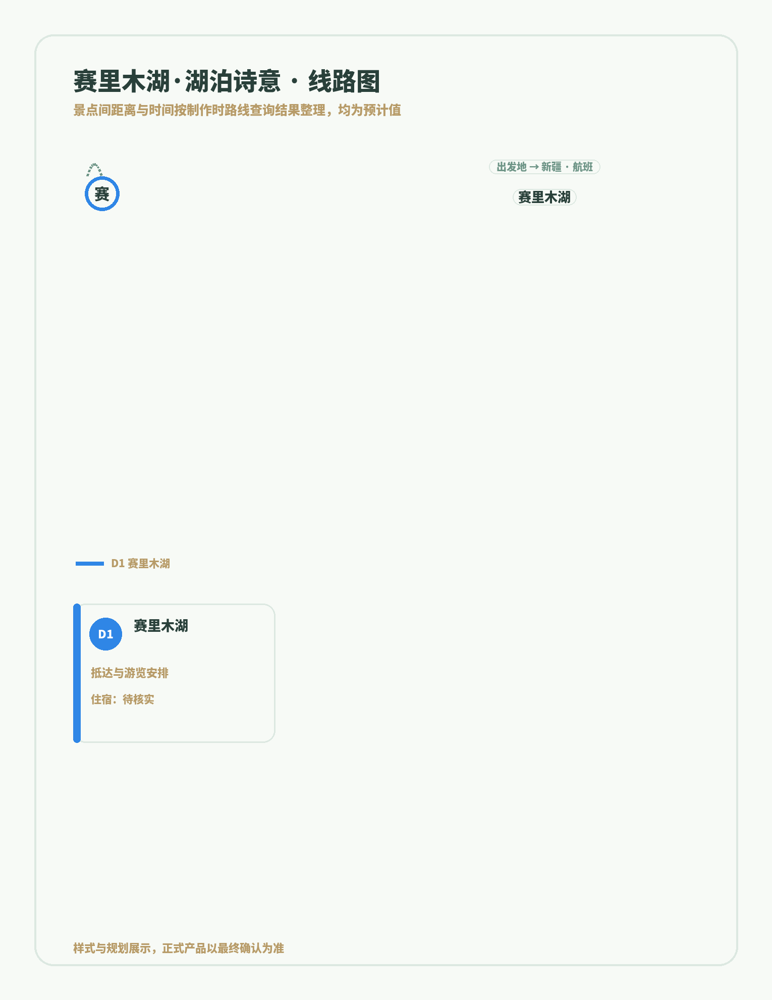 赛里木湖·湖泊诗意 · 线路图
景点间距离与时间按制作时路线查询结果整理，均为预计值
出发地 → 新疆 · 航班
赛
赛里木湖
D1 赛里木湖
D1
赛里木湖
抵达与游览安排
住宿：待核实
样式与规划展示，正式产品以最终确认为准